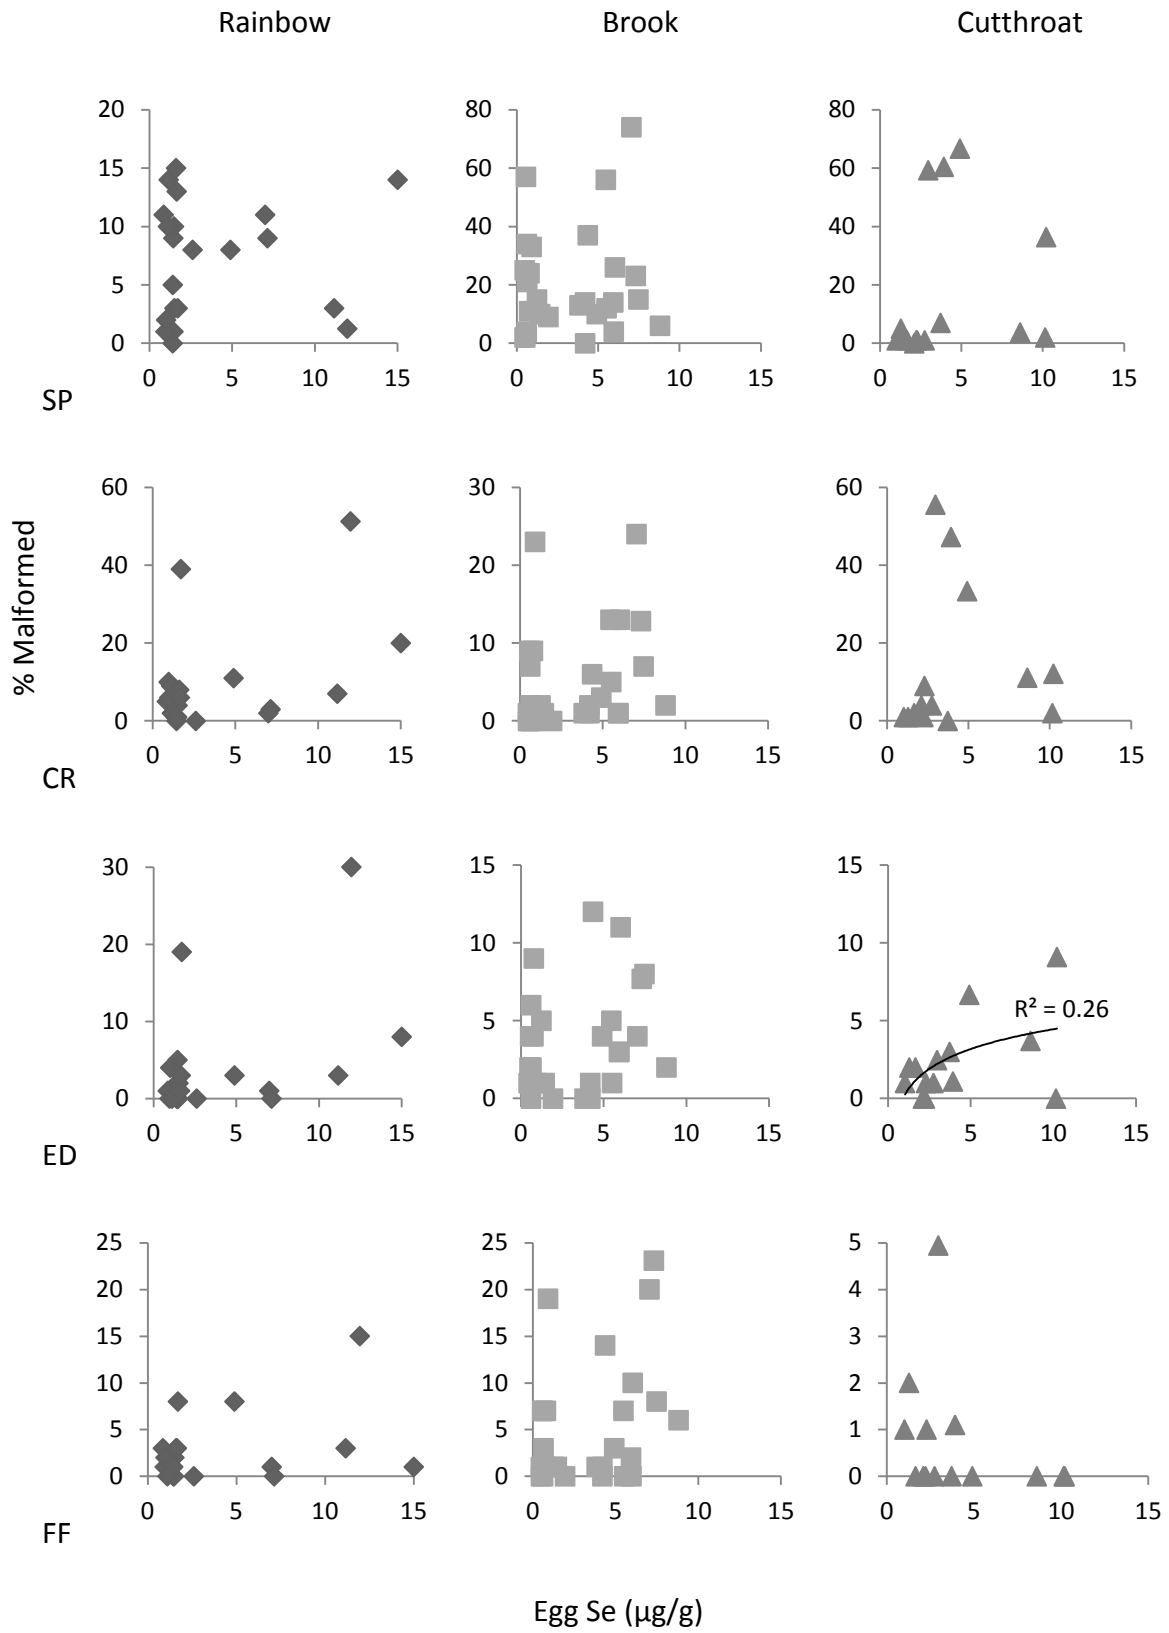 Rainbow Brook Cutthroat
20 80 80
15 60 60
10 40 40
5 20 20
0 0 0
0 5 10 15 0 5 10 15 0 5 10 15
SP
60 30 60
40 20 40
20 10 20
0 0 0
0 5 10 15 0 5 10 15 0 5 10 15
CR
% Malformed
30 15 15
20 10 10
R² = 0.26
10 5 5
0 0 0
0 5 10 15 0 5 10 15 0 5 10 15
ED
25 25 5
20 20 4
15 15 3
10 10 2
5 5 1
0 0 0
0 5 10 15 0 5 10 15 0 5 10 15
FF
Egg Se (µg/g)